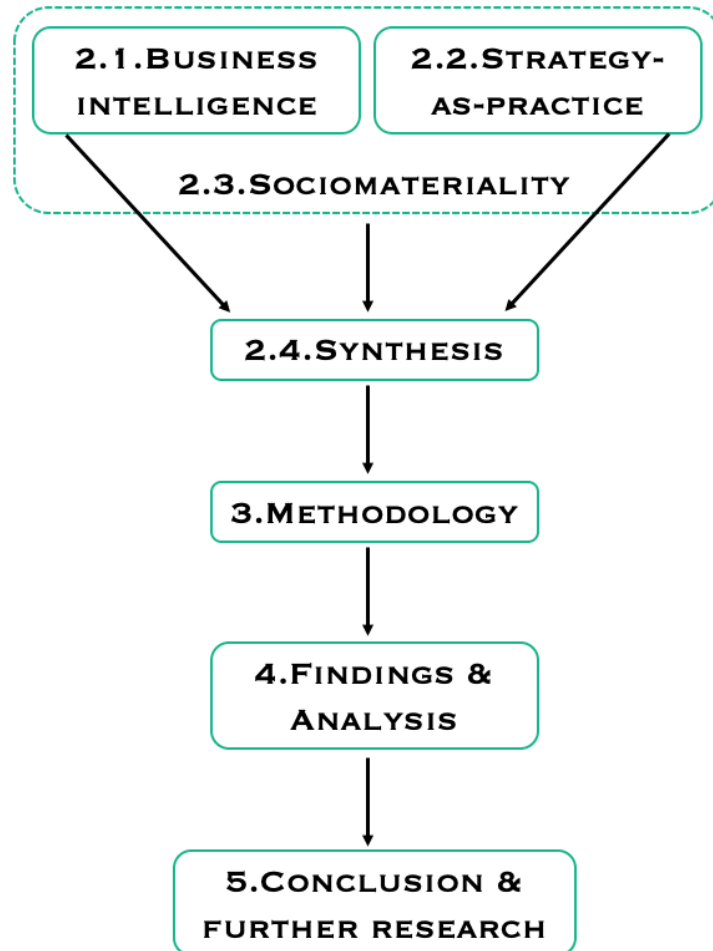 2.1.Business
intelligence
2.2.Strategy-
as-practice
2.3.Sociomateriality
2.4.Synthesis
3.Methodology
4.Findings &
Analysis
5.Conclusion &
further research